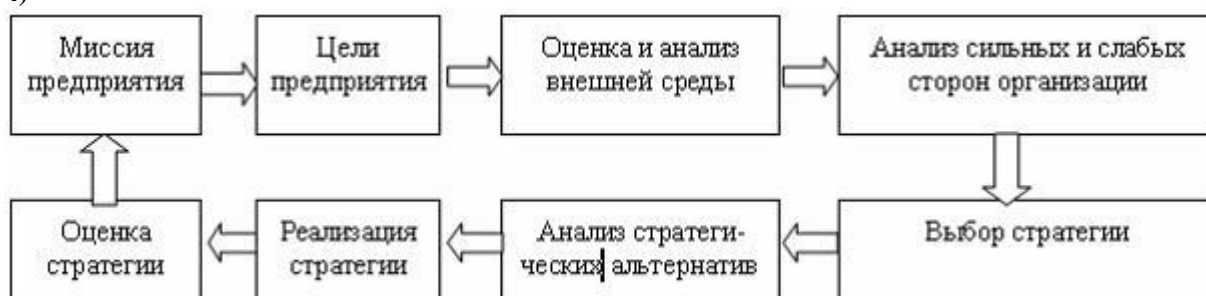 Миссия
предприятия
Цели
предприятия
Оценка и анализ
внешней среды
Анализ сильных и слабых
сторон организации
Выбор стратегии
Анализ стратеги-
ческих альтернатив
Реализация
стратегии
Оценка
стратегии